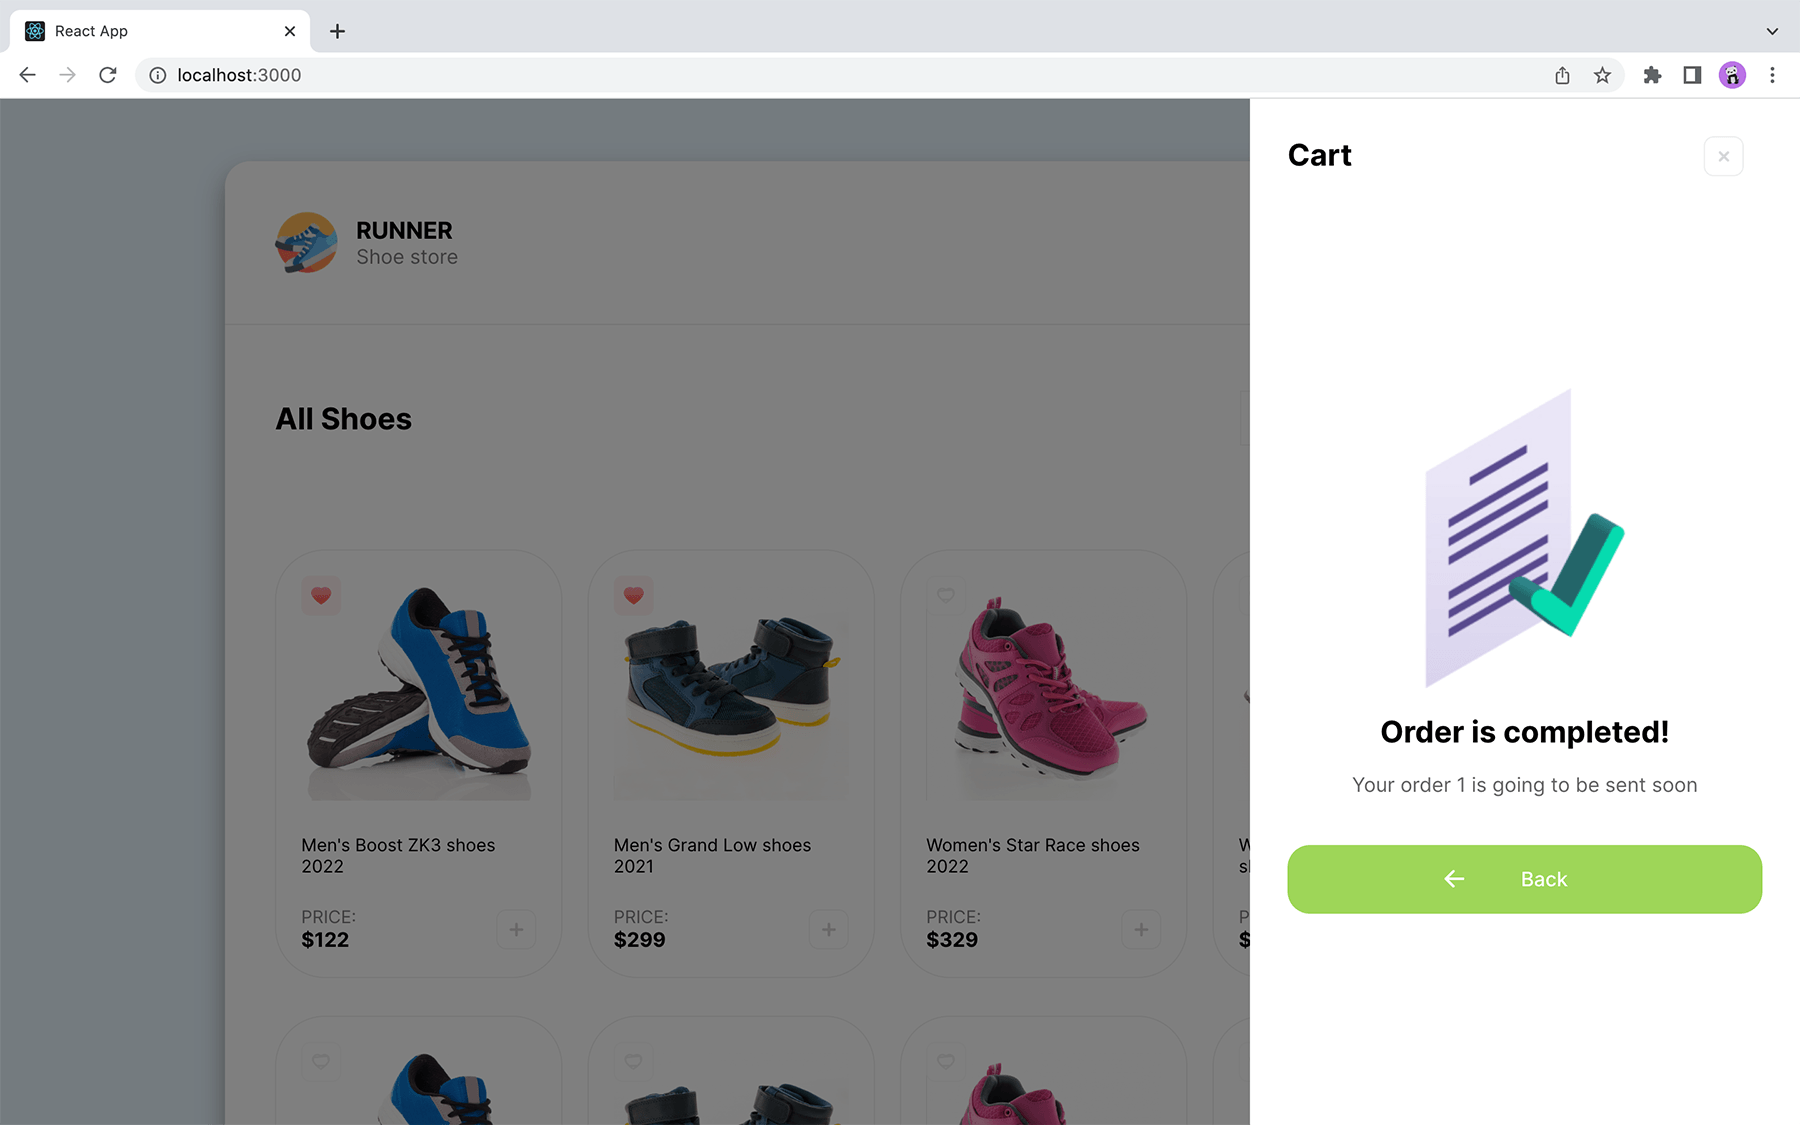 React App
localhost:3000
RUNNER
Shoe store
All Shoes
Men's Boost ZK3 shoes
2022
PRICE:
$122
Men's Grand Low shoes
2021
PRICE:
$299
Women's Star Race shoes
2022
PRICE:
$329
Cart
Order is completed!
Your order 1 is going to be sent soon
Back